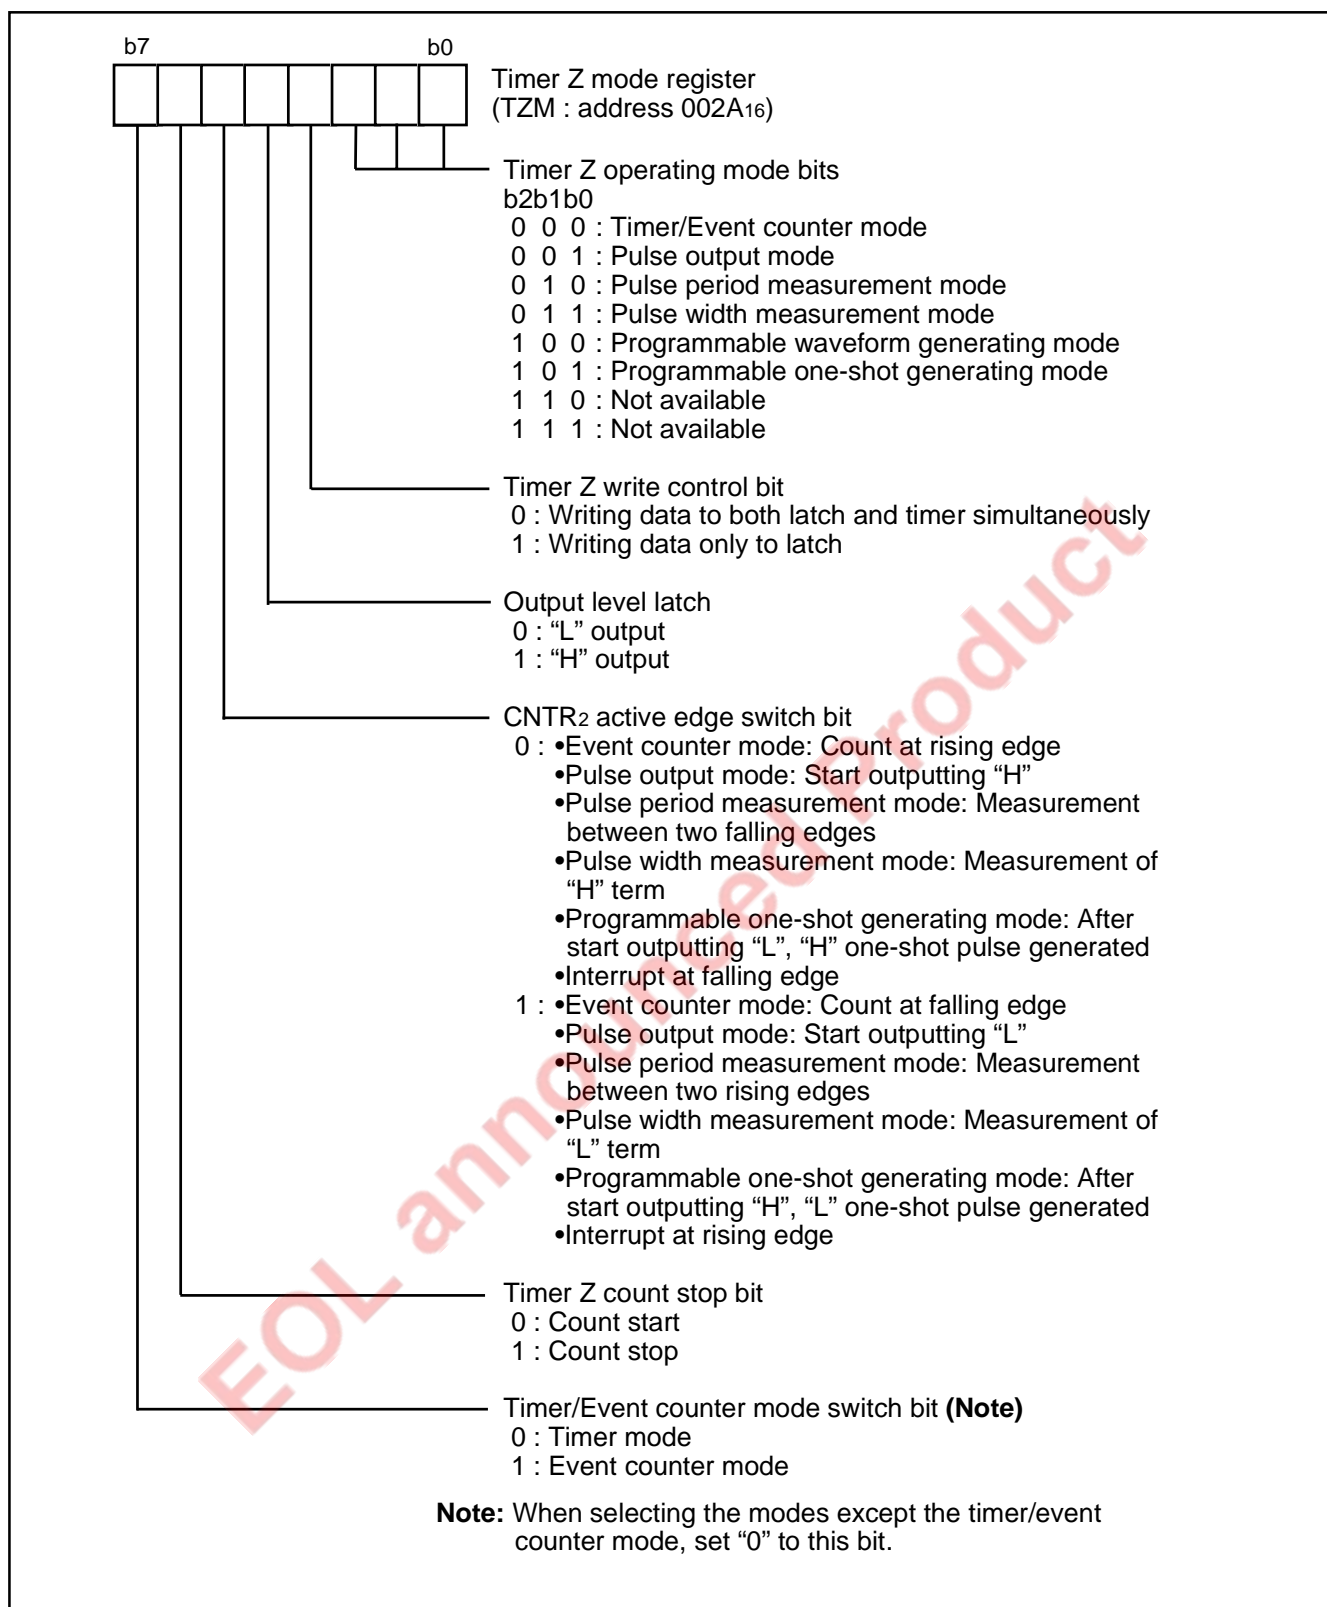 b7 b0
Timer Z mode register
(TZM : address 002A16)
Timer Z operating mode bits
b2b1b0
0 0 0 : Timer/Event counter mode
0 0 1 : Pulse output mode
0 1 0 : Pulse period measurement mode
0 1 1 : Pulse width measurement mode
1 0 0 : Programmable waveform generating mode
1 0 1 : Programmable one-shot generating mode
1 1 0 : Not available
1 1 1 : Not available
Timer Z write control bit
0 : Writing data to both latch and timer simultaneously
1 : Writing data only to latch
Output level latch
0 : “L” output
1 : “H” output
CNTR2 active edge switch bit
0 : •Event counter mode: Count at rising edge
•Pulse output mode: Start outputting “H”
•Pulse period measurement mode: Measurement
between two falling edges
•Pulse width measurement mode: Measurement of
“H” term
•Programmable one-shot generating mode: After
start outputting “L”, “H” one-shot pulse generated
•Interrupt at falling edge
1 : •Event counter mode: Count at falling edge
•Pulse output mode: Start outputting “L”
•Pulse period measurement mode: Measurement
between two rising edges
•Pulse width measurement mode: Measurement of
“L” term
•Programmable one-shot generating mode: After
start outputting “H”, “L” one-shot pulse generated
•Interrupt at rising edge
Timer Z count stop bit
0 : Count start
1 : Count stop
Timer/Event counter mode switch bit (Note)
0 : Timer mode
1 : Event counter mode
Note: When selecting the modes except the timer/event
counter mode, set “0” to this bit.
EOL announced Product